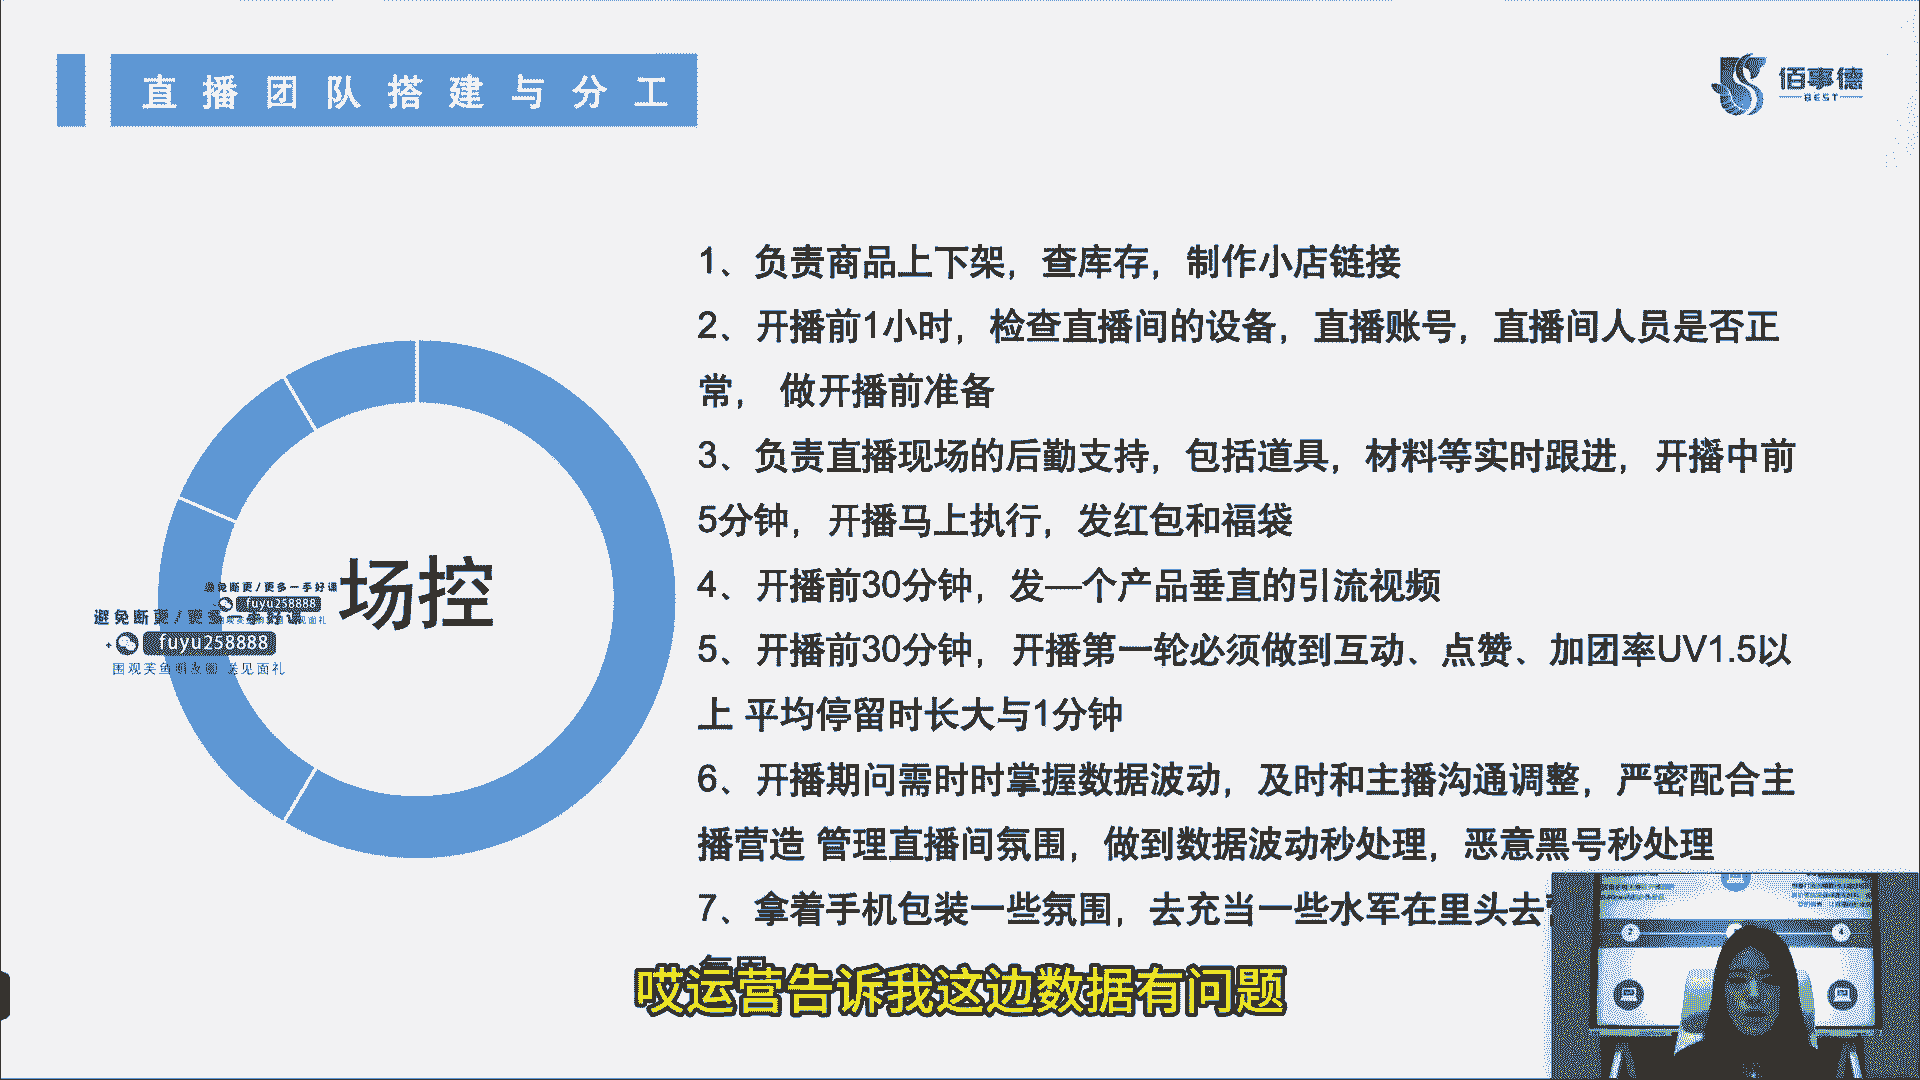 直播团队搭建与分工
佰事德
BEST
1、负责商品上下架，查库存，制作小店链接
2、开播前1小时，检查直播间的设备，直播账号，直播间人员是否正
常， 做开播前准备
3、负责直播现场的后勤支持，包括道具，材料等实时跟进，开播中前
5分钟，开播马上执行，发红包和福袋
4、开播前30分钟，发—个产品垂直的引流视频
5、开播前30分钟，开播第一轮必须做到互动、点赞、加团率UV1.5以
上 平均停留时长大与1分钟
6、开播期问需时时掌握数据波动，及时和主播沟通调整，严密配合主
播营造 管理直播间氛围，做到数据波动秒处理，恶意黑号秒处理
7、拿着手机包装一些氛围，去充当一些水军在里头去
场控
避免断更/更多一手好课
fuyu258888
避免断更/更多一手好课
fuyu258888
围观芙鱼朋友圈 送见面礼
哎运营告诉我这边数据有问题